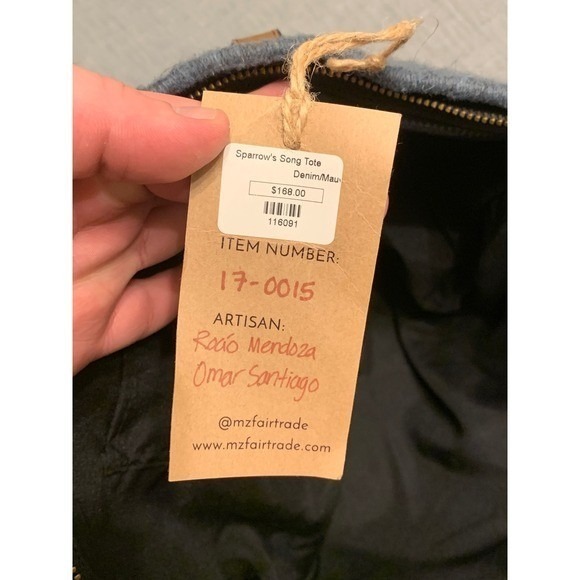 Sparrow's Song Tote
Denim/Mau
$168.00
116091
ITEM NUMBER:
17-0015
ARTISAN:
Rocío Mendoza
Omar Santiago
@mzfairtrade
www.mzfairtrade.com